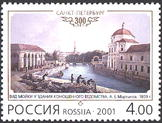 САНКТ-ПЕТЕРБУРГ
300
ВИД МОЙКИ У ЗДАНИЯ КОНЮШЕННОГО ВЕДОМСТВА. А.Е.Мартынов. 1809 г.
РОССИЯ 4.00
ROSSIJA · 2001